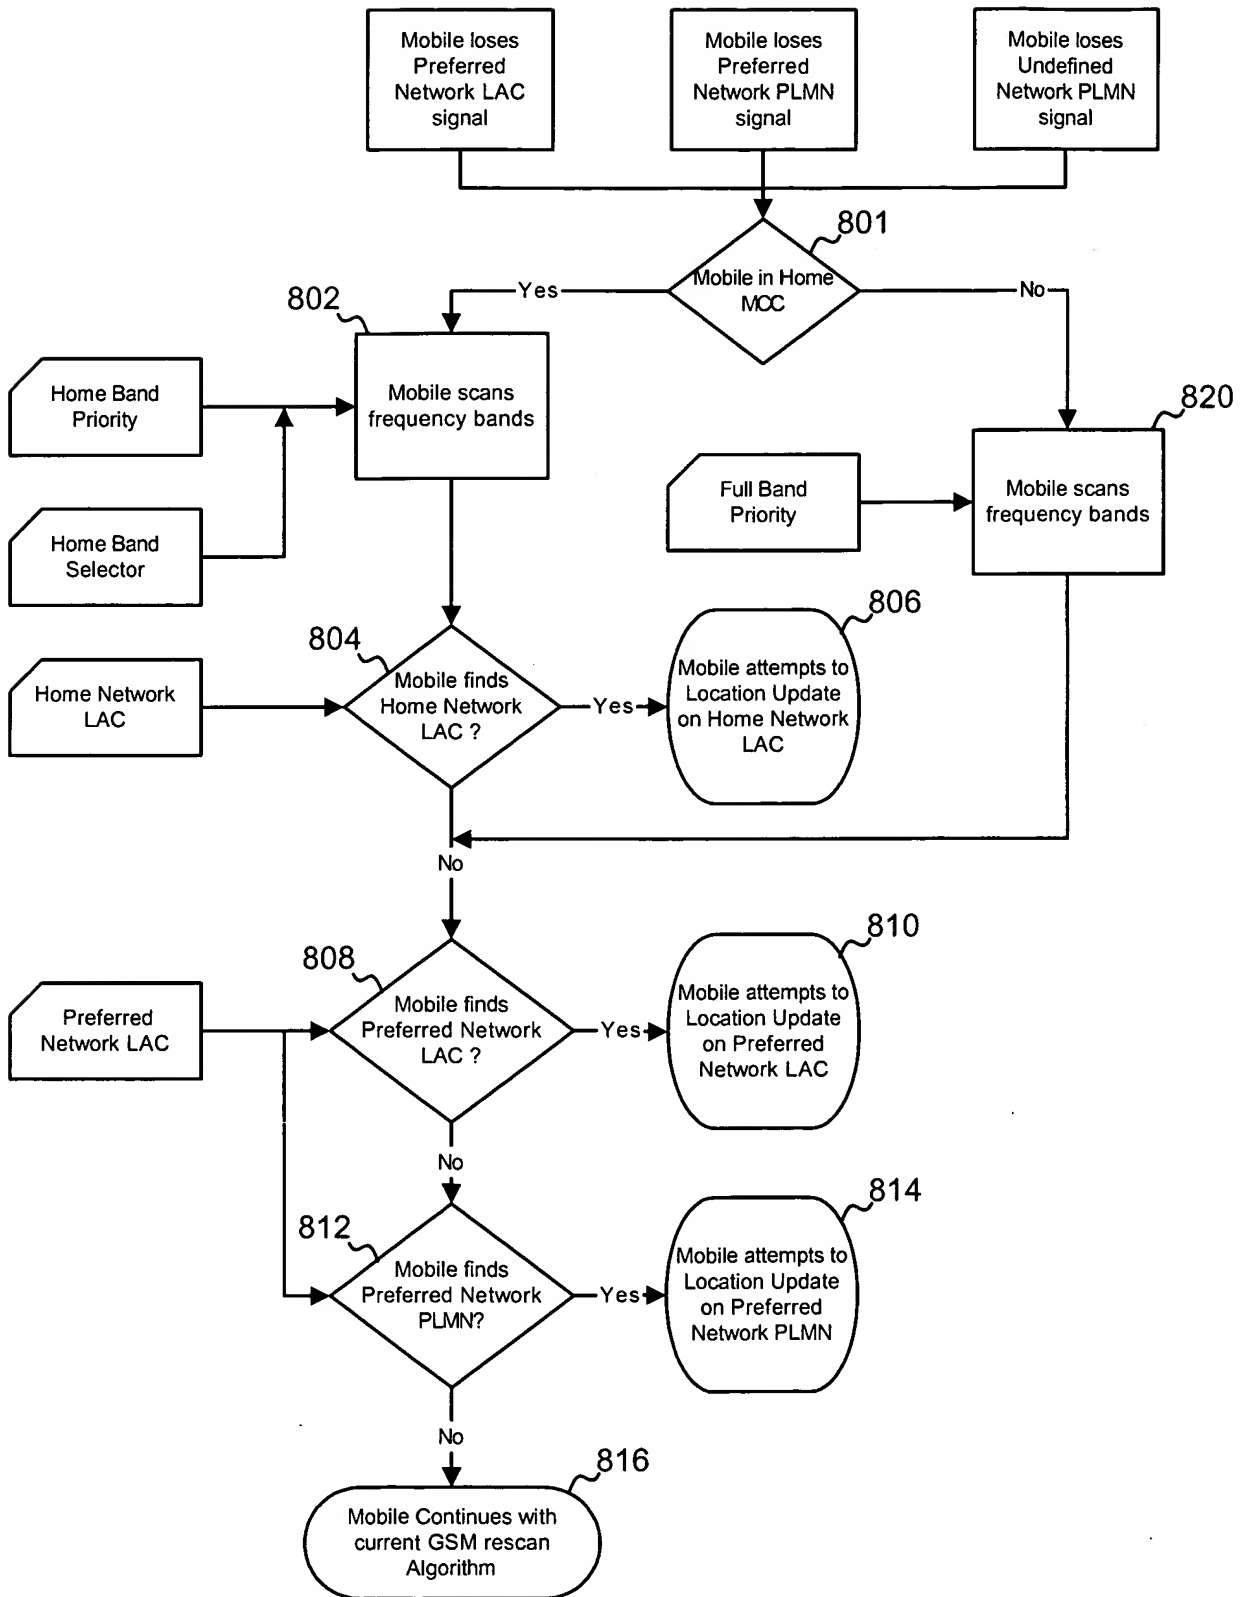 Mobile loses
Preferred
Network LAC
signal
Mobile loses
Preferred
Network PLMN
signal
Mobile loses
Undefined
Network PLMN
signal
801
Mobile in Home
MCC
Yes
No
802
Mobile scans
frequency bands
Home Band
Priority
Home Band
Selector
820
Mobile scans
frequency bands
Full Band
Priority
804
Mobile finds
Home Network
LAC ?
Home Network
LAC
Yes
806
Mobile attempts to
Location Update
on Home Network
LAC
No
808
Mobile finds
Preferred Network
LAC ?
Preferred
Network LAC
Yes
810
Mobile attempts to
Location Update
on Preferred
Network LAC
No
812
Mobile finds
Preferred Network
PLMN?
Yes
814
Mobile attempts to
Location Update
on Preferred
Network PLMN
No
816
Mobile Continues with
current GSM rescan
Algorithm